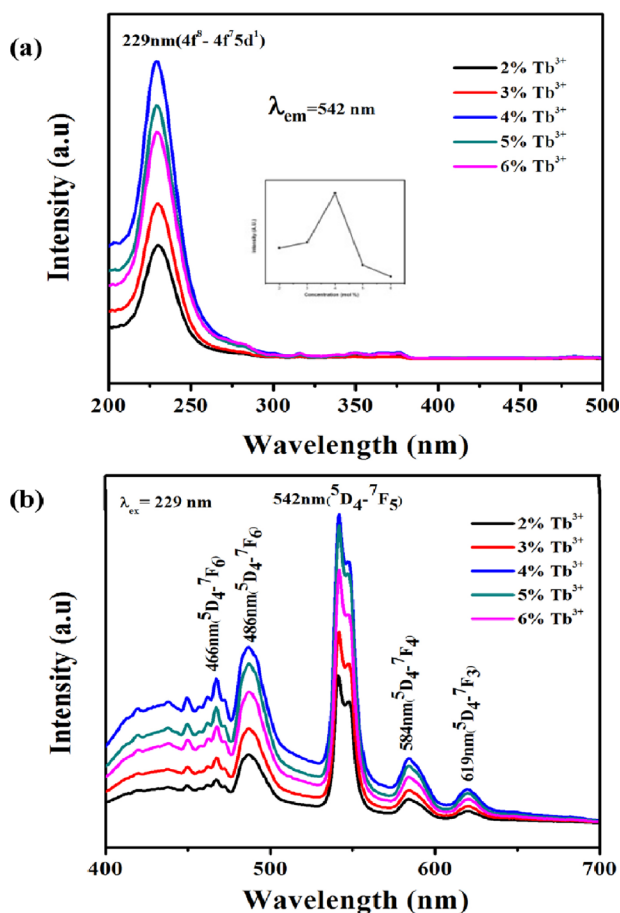 (a)
229nm(4f⁸- 4f⁷5d¹)
λem=542 nm
2% Tb³⁺
3% Tb³⁺
4% Tb³⁺
5% Tb³⁺
6% Tb³⁺
Intensity (a.u)
Intensity (A.U.)
Concentration (mol %)
200 250 300 350 400 450 500
Wavelength (nm)
(b)
λex= 229 nm
542nm(⁵D₄-⁷F₅)
466nm(⁵D₄-⁷F₆)
486nm(⁵D₄-⁷F₆)
584nm(⁵D₄-⁷F₄)
619nm(⁵D₄-⁷F₃)
2% Tb³⁺
3% Tb³⁺
4% Tb³⁺
5% Tb³⁺
6% Tb³⁺
Intensity (a.u)
400 500 600 700
Wavelength (nm)